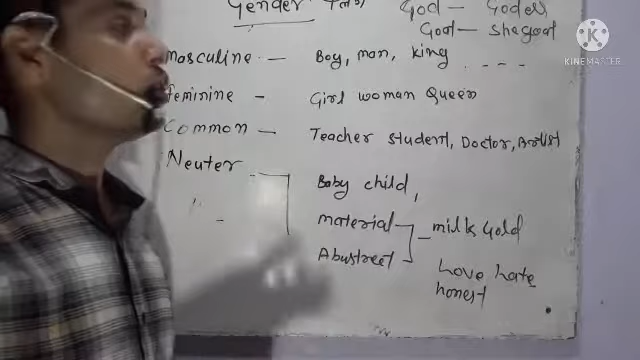 Gender
God - Godess
Goat - shegoat
Masculine - Boy, man, king - - - -
Feminine - Girl woman Queen
Common - Teacher student, Doctor, Artist
Neuter
Baby child,
Material - milk Gold
Abustreet
Love hate
honest
KINEMASTER